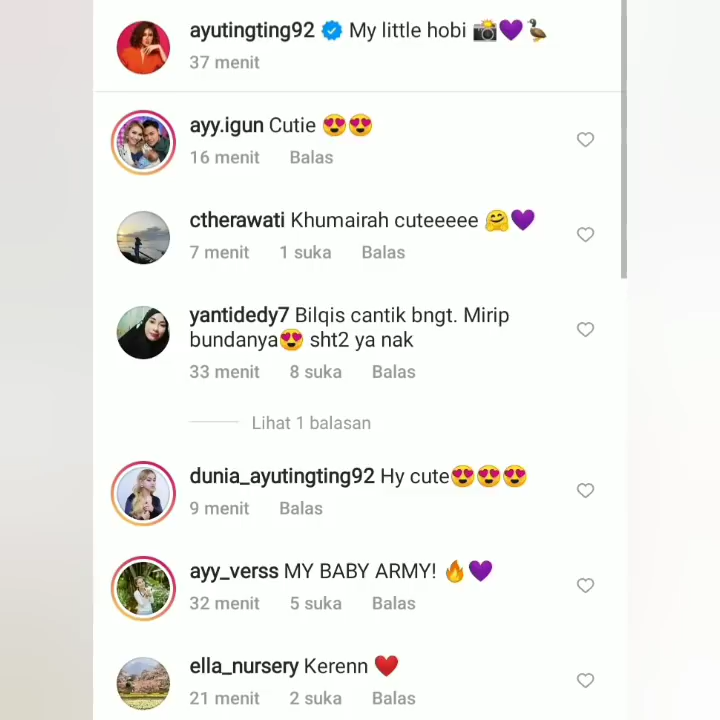 ayutingting92 My little hobi 📸💜🦆
37 menit
ayy.igun Cutie 😍😍
16 menit Balas
ctherawati Khumairah cuteeeee 🤗💜
7 menit 1 suka Balas
yantidedy7 Bilqis cantik bngt. Mirip
bundanya😍 sht2 ya nak
33 menit 8 suka Balas
Lihat 1 balasan
dunia_ayutingting92 Hy cute😍😍😍
9 menit Balas
ayy_verss MY BABY ARMY! 🔥💜
32 menit 5 suka Balas
ella_nursery Kerenn ❤️
21 menit 2 suka Balas